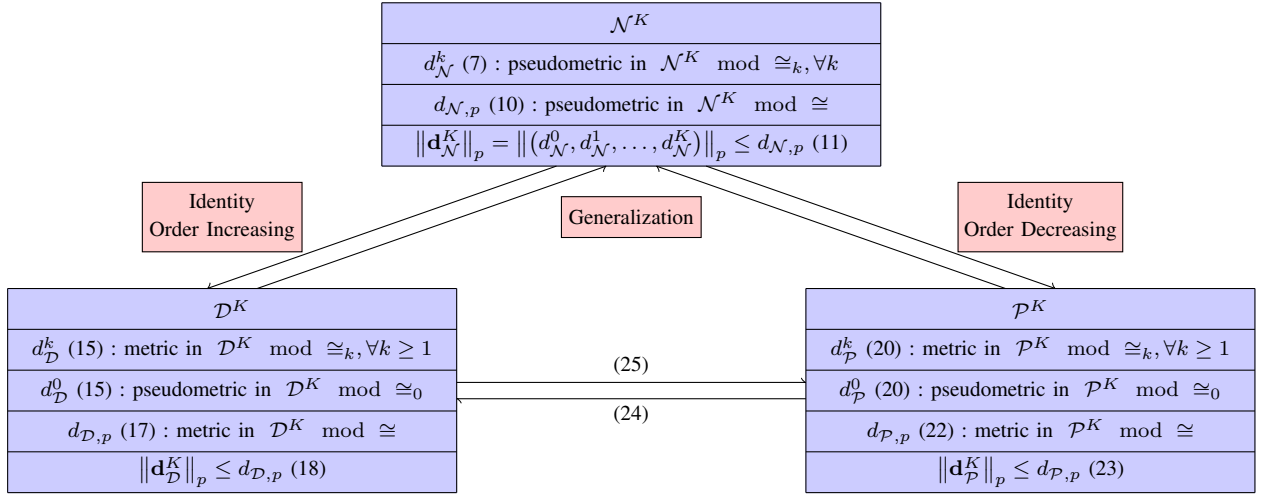 𝒩^K
d^k_𝒩 (7) : pseudometric in 𝒩^K mod ≅_k, ∀k
d_{𝒩,p} (10) : pseudometric in 𝒩^K mod ≅
‖𝐝^K_𝒩‖_p = ‖(d^0_𝒩, d^1_𝒩, . . . , d^K_𝒩)‖_p ≤ d_{𝒩,p} (11)
Identity
Order Increasing
Generalization
Identity
Order Decreasing
𝒟^K
d^k_𝒟 (15) : metric in 𝒟^K mod ≅_k, ∀k ≥ 1
d^0_𝒟 (15) : pseudometric in 𝒟^K mod ≅_0
d_{𝒟,p} (17) : metric in 𝒟^K mod ≅
‖𝐝^K_𝒟‖_p ≤ d_{𝒟,p} (18)
(25)
(24)
𝒫^K
d^k_𝒫 (20) : metric in 𝒫^K mod ≅_k, ∀k ≥ 1
d^0_𝒫 (20) : pseudometric in 𝒫^K mod ≅_0
d_{𝒫,p} (22) : metric in 𝒫^K mod ≅
‖𝐝^K_𝒫‖_p ≤ d_{𝒫,p} (23)